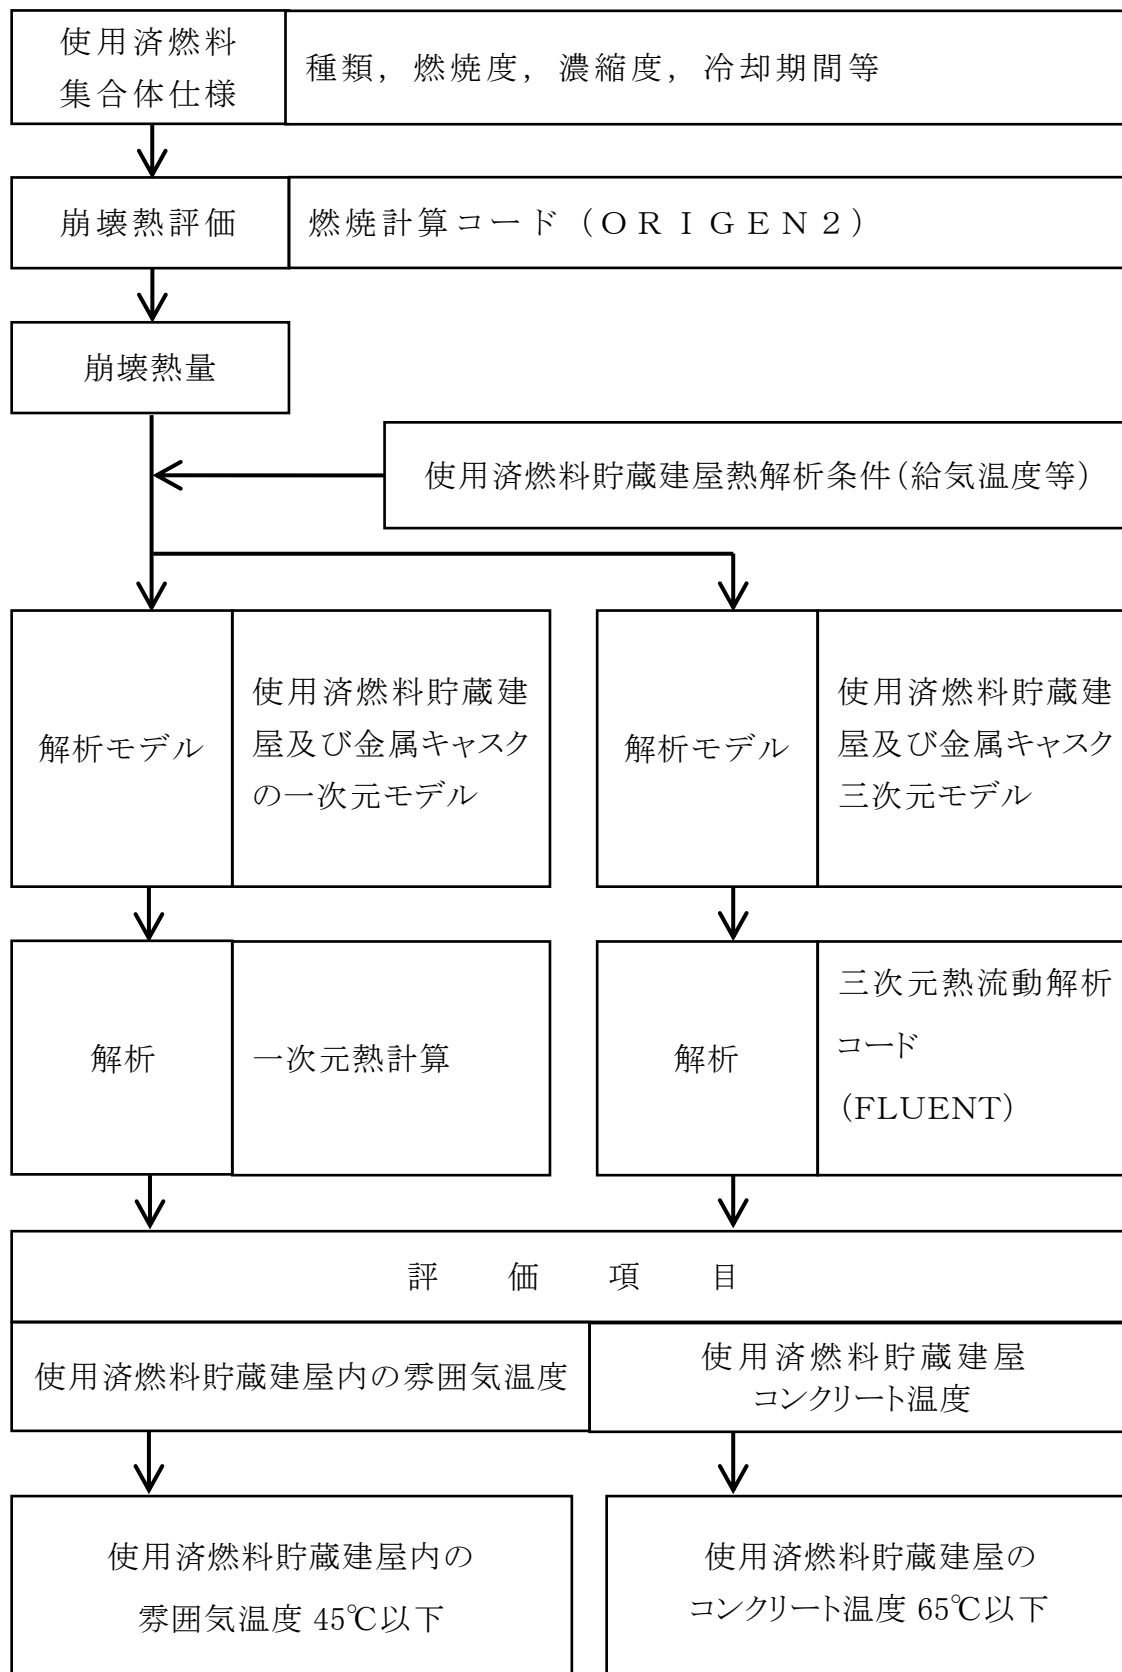 使用済燃料
集合体仕様
種類，燃焼度，濃縮度，冷却期間等
崩壊熱評価
燃焼計算コード（ＯＲＩＧＥＮ２）
崩壊熱量
使用済燃料貯蔵建屋熱解析条件(給気温度等)
解析モデル
使用済燃料貯蔵建
屋及び金属キャスク
の一次元モデル
解析モデル
使用済燃料貯蔵建
屋及び金属キャスク
三次元モデル
解析
一次元熱計算
解析
三次元熱流動解析
コード
(FLUENT)
評　価　項　目
使用済燃料貯蔵建屋内の雰囲気温度
使用済燃料貯蔵建屋
コンクリート温度
使用済燃料貯蔵建屋内の
雰囲気温度 45℃以下
使用済燃料貯蔵建屋の
コンクリート温度 65℃以下